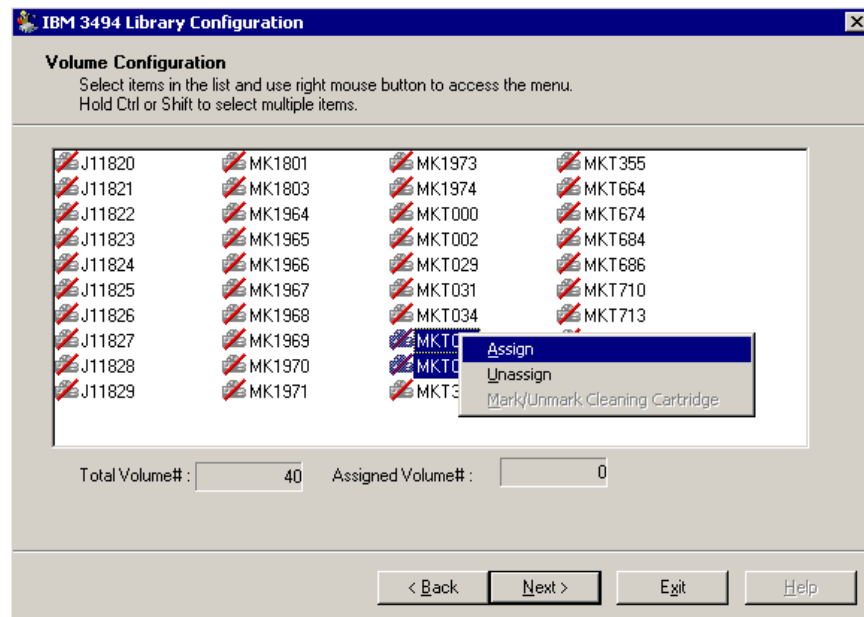 IBM 3494 Library Configuration
Volume Configuration
Select items in the list and use right mouse button to access the menu.
Hold Ctrl or Shift to select multiple items.
J11820 MK1801 MK1973 MKT355
J11821 MK1803 MK1974 MKT664
J11822 MK1964 MKT000 MKT674
J11823 MK1965 MKT002 MKT684
J11824 MK1966 MKT029 MKT686
J11825 MK1967 MKT031 MKT710
J11826 MK1968 MKT034 MKT713
J11827 MK1969
J11828 MK1970
J11829 MK1971
Assign
Unassign
Mark/Unmark Cleaning Cartridge
Total Volume# : 40 Assigned Volume# : 0
< Back Next > Exit Help